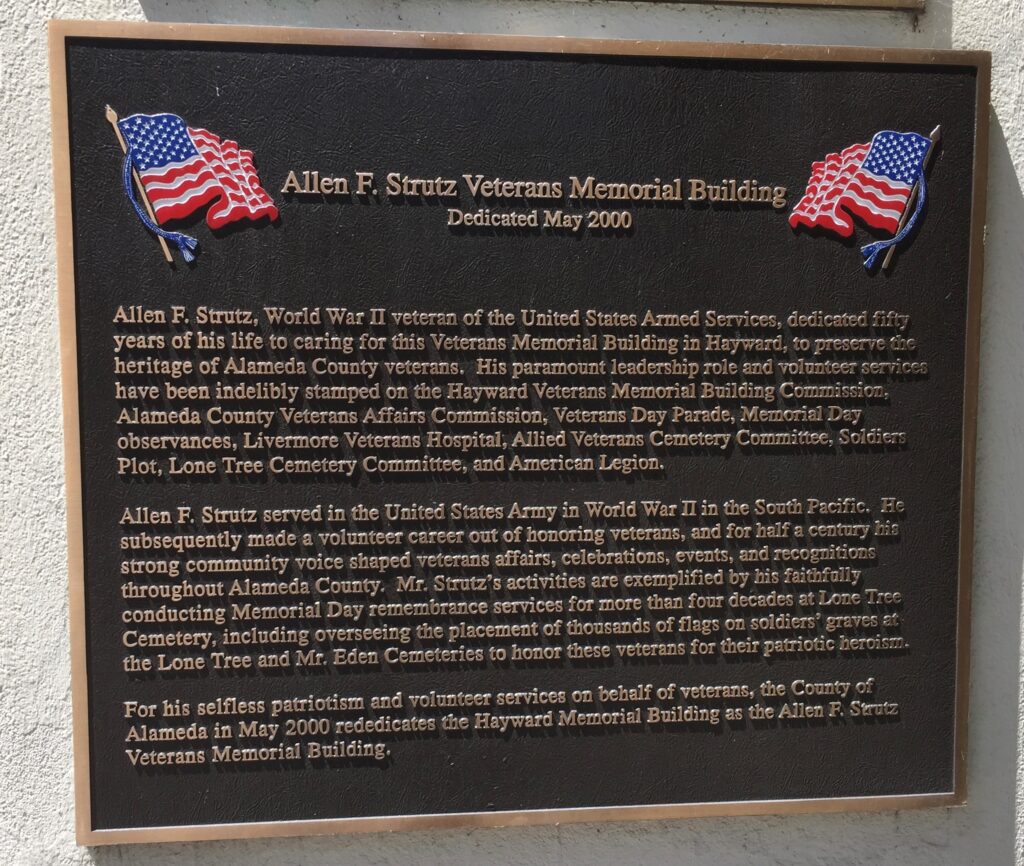 Allen F. Strutz Veterans Memorial Building
Dedicated May 2000
Allen F. Strutz, World War II veteran of the United States Armed Services, dedicated fifty
years of his life to caring for this Veterans Memorial Building in Hayward, to preserve the
heritage of Alameda County veterans. His paramount leadership role and volunteer services
have been indelibly stamped on the Hayward Veterans Memorial Building Commission,
Alameda County Veterans Affairs Commission, Veterans Day Parade, Memorial Day
observances, Livermore Veterans Hospital, Allied Veterans Cemetery Committee, Soldiers
Plot, Lone Tree Cemetery Committee, and American Legion.
Allen F. Strutz served in the United States Army in World War II in the South Pacific. He
subsequently made a volunteer career out of honoring veterans, and for half a century his
strong community voice shaped veterans affairs, celebrations, events, and recognitions
throughout Alameda County. Mr. Strutz's activities are exemplified by his faithfully
conducting Memorial Day remembrance services for more than four decades at Lone Tree
Cemetery, including overseeing the placement of thousands of flags on soldiers' graves at
the Lone Tree and Mr. Eden Cemeteries to honor these veterans for their patriotic heroism.
For his selfless patriotism and volunteer services on behalf of veterans, the County of
Alameda in May 2000 rededicates the Hayward Memorial Building as the Allen F. Strutz
Veterans Memorial Building.